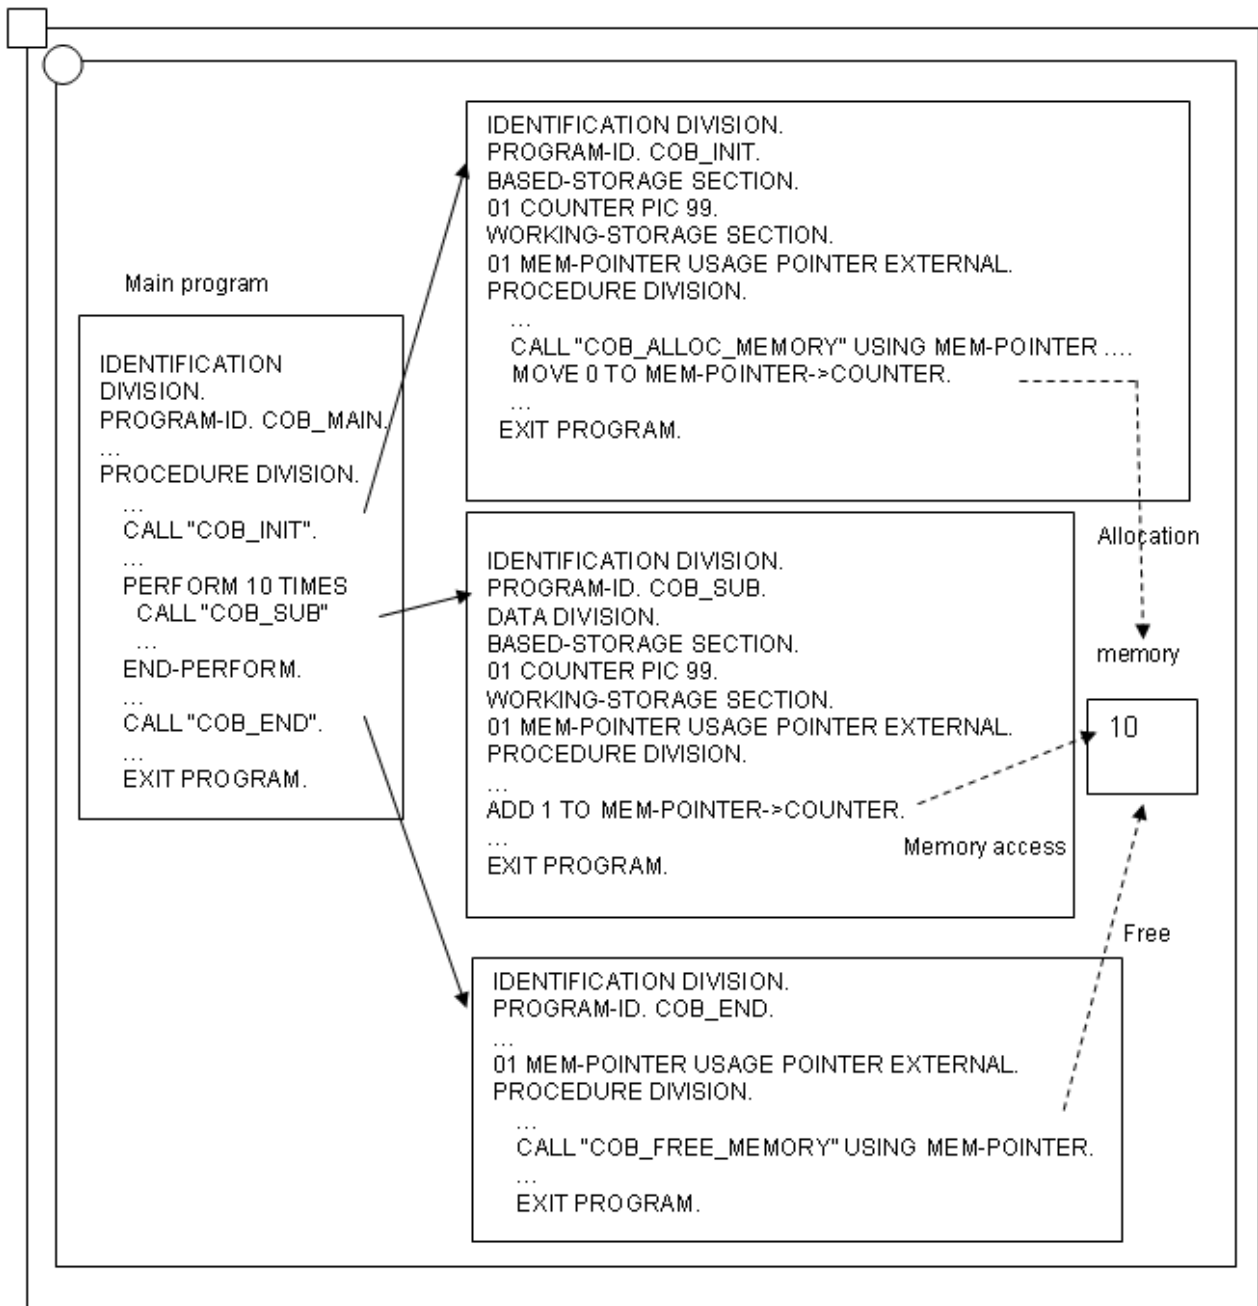 Main program
IDENTIFICATION
DIVISION.
PROGRAM-ID. COB_MAIN.
...
PROCEDURE DIVISION.
...
CALL "COB_INIT".
...
PERFORM 10 TIMES
CALL "COB_SUB"
...
END-PERFORM.
...
CALL "COB_END".
...
EXIT PROGRAM.
IDENTIFICATION DIVISION.
PROGRAM-ID. COB_INIT.
BASED-STORAGE SECTION.
01 COUNTER PIC 99.
WORKING-STORAGE SECTION.
01 MEM-POINTER USAGE POINTER EXTERNAL.
PROCEDURE DIVISION.
...
CALL "COB_ALLOC_MEMORY" USING MEM-POINTER ....
MOVE 0 TO MEM-POINTER->COUNTER.
...
EXIT PROGRAM.
Allocation
memory
10
IDENTIFICATION DIVISION.
PROGRAM-ID. COB_SUB.
DATA DIVISION.
BASED-STORAGE SECTION.
01 COUNTER PIC 99.
WORKING-STORAGE SECTION.
01 MEM-POINTER USAGE POINTER EXTERNAL.
PROCEDURE DIVISION.
...
ADD 1 TO MEM-POINTER->COUNTER.
...
EXIT PROGRAM.
Memory access
Free
IDENTIFICATION DIVISION.
PROGRAM-ID. COB_END.
...
01 MEM-POINTER USAGE POINTER EXTERNAL.
PROCEDURE DIVISION.
...
CALL "COB_FREE_MEMORY" USING MEM-POINTER.
...
EXIT PROGRAM.